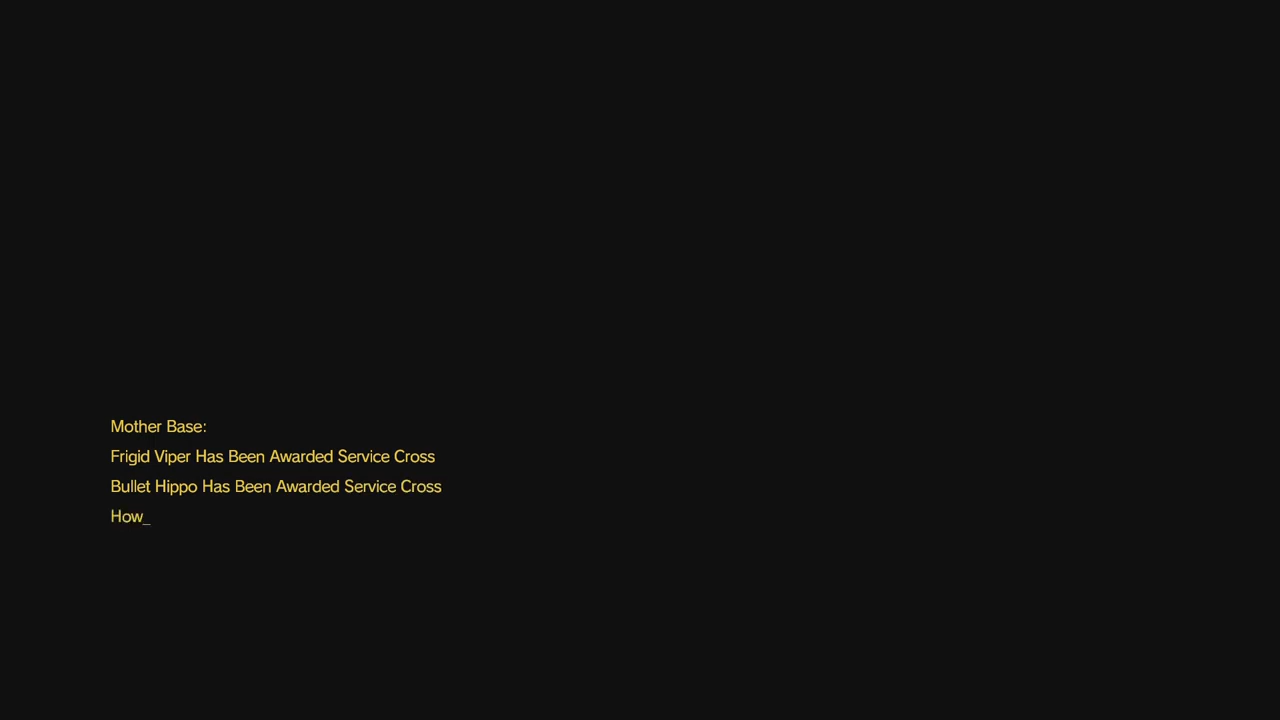 Mother Base:
Frigid Viper Has Been Awarded Service Cross
Bullet Hippo Has Been Awarded Service Cross
How_